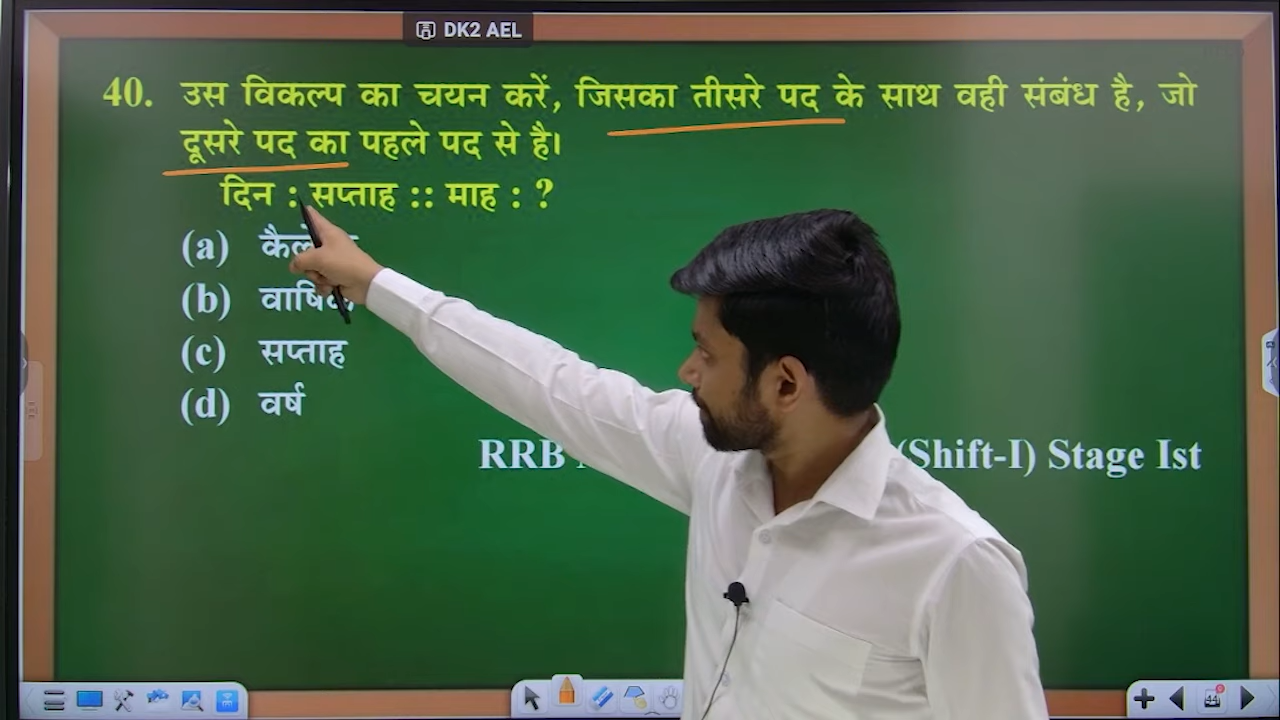 DK2 AEL
40. उस विकल्प का चयन करें, जिसका तीसरे पद के साथ वही संबंध है, जो
दूसरे पद का पहले पद से है।
दिन : सप्ताह :: माह : ?
(a)
(b)
(c) सप्ताह
(d) वर्ष
RRB (Shift-I) Stage Ist
44